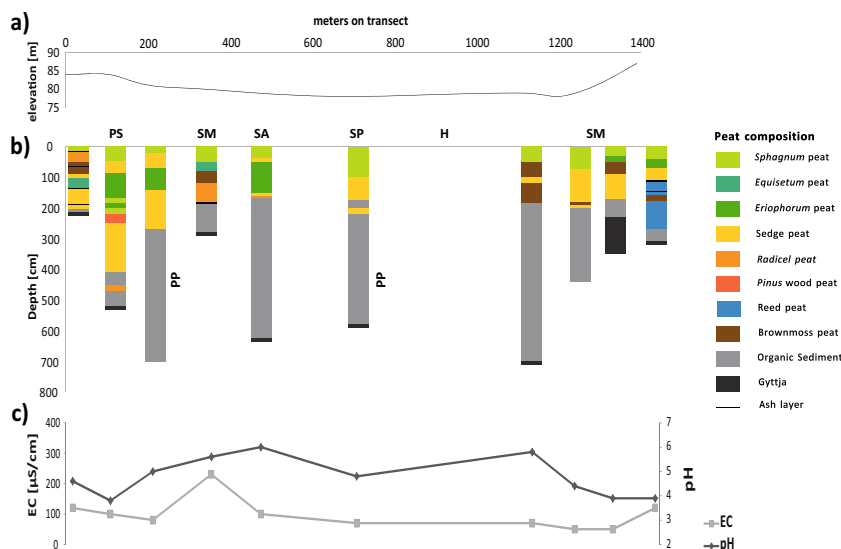 meters on transect
a)
0 200 400 600 800 1000 1200 1400
elevation [m]
90
85
80
75
PS SM SA SP H SM
b)
Depth [cm]
0
100
200
300
400
500
600
700
800
PP
PP
Peat composition
Sphagnum peat
Equisetum peat
Eriophorum peat
Sedge peat
Radicel peat
Pinus wood peat
Reed peat
Brownmoss peat
Organic Sediment
Gyttja
Ash layer
c)
EC [µS/cm]
400
300
200
100
0
7
6
5
4
3
2
pH
EC
pH